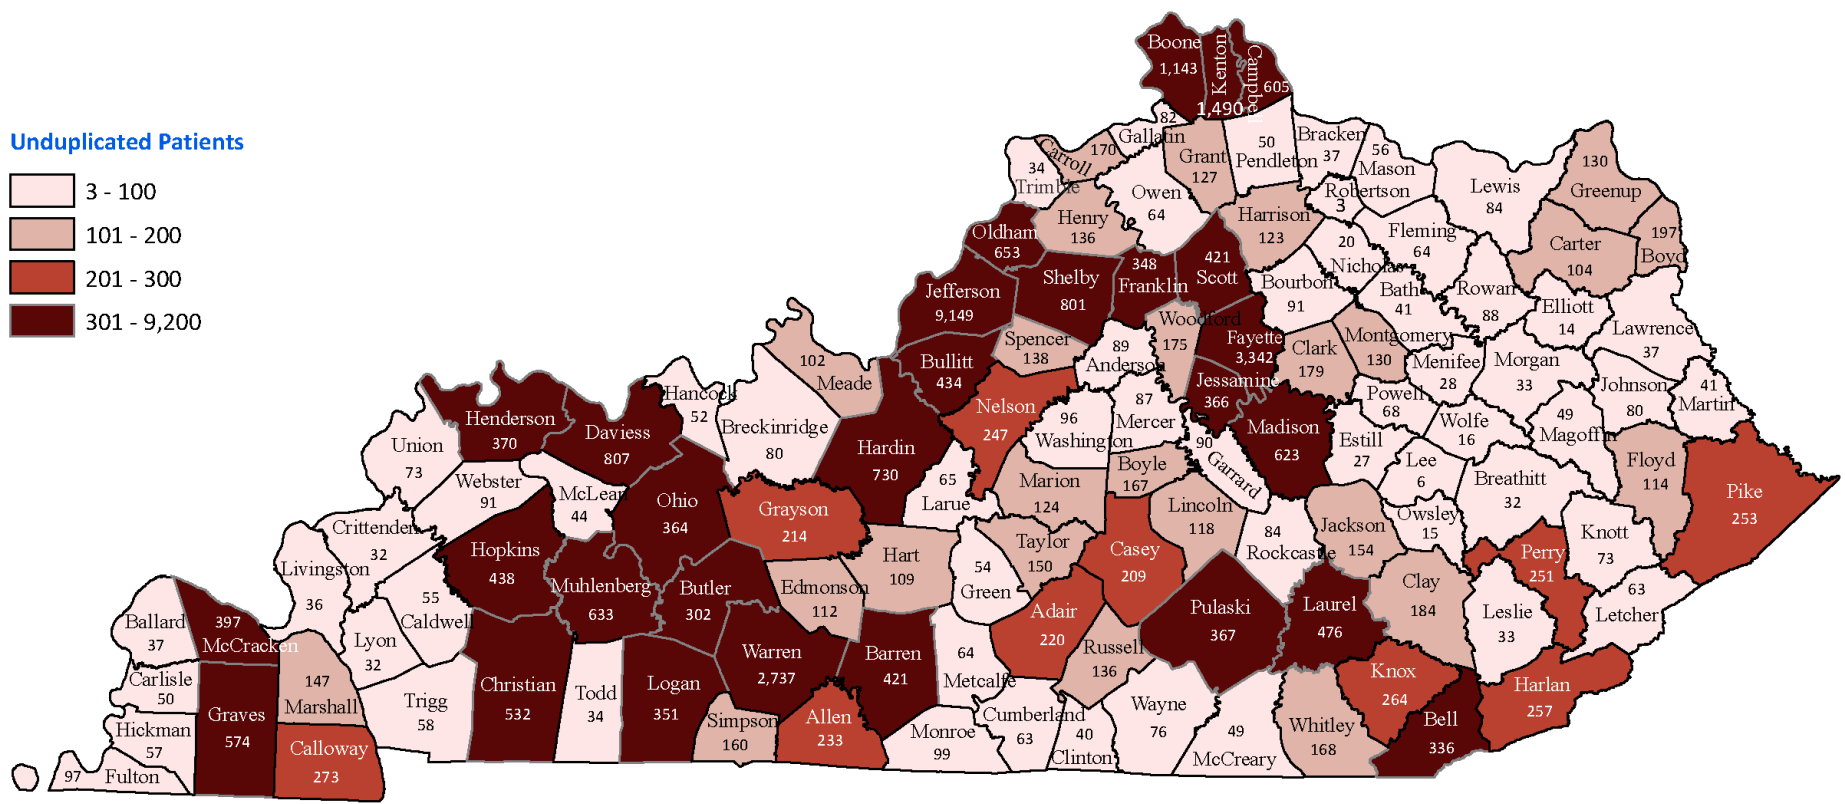 Unduplicated Patients
3 - 100
101 - 200
201 - 300
301 - 9,200
Boone
1,143
Kenton
1,490
Campbell
605
82
Gallatin
170
Carroll
34
Trimble
Grant
127
50
Pendleton
Bracken
37
56
Mason
Robertson
3
Lewis
84
130
Greenup
Owen
64
Henry
136
Harrison
123
Oldham
653
20
Nicholas
Fleming
64
Carter
104
197
Boyd
Shelby
801
348
Franklin
421
Scott
Bourbon
91
Bath
41
Rowan
88
Elliott
14
Lawrence
37
Jefferson
9,149
Spencer
138
89
Anderson
Woodford
175
Fayette
3,342
Clark
179
Montgomery
130
Menifee
28
Morgan
33
Johnson
80
41
Martin
102
Meade
Bullitt
434
Jessamine
366
Powell
68
Wolfe
16
49
Magoffin
Hancock
52
Breckinridge
80
Nelson
247
96
Washington
87
Mercer
90
Garrard
Madison
623
Estill
27
Lee
6
Breathitt
32
Floyd
114
Pike
253
Henderson
370
Daviess
807
Union
73
Webster
91
McLean
44
Ohio
364
Hardin
730
65
Larue
Marion
124
Boyle
167
Lincoln
118
84
Rockcastle
Jackson
154
Owsley
15
Knott
73
Perry
251
Grayson
214
Crittenden
32
Livingston
36
Hopkins
438
Muhlenberg
633
Butler
302
Edmonson
112
Hart
109
54
Green
Taylor
150
Casey
209
Adair
220
Pulaski
367
Laurel
476
Clay
184
Leslie
33
63
Letcher
55
Caldwell
Lyon
32
Ballard
37
397
McCracken
Carlisle
50
147
Marshall
Graves
574
Hickman
57
97
Fulton
Calloway
273
Trigg
58
Christian
532
Todd
34
Logan
351
Warren
2,737
Simpson
160
Allen
233
Barren
421
64
Metcalfe
Monroe
99
Cumberland
63
40
Clinton
Russell
136
Wayne
76
49
McCreary
Whitley
168
Knox
264
Bell
336
Harlan
257